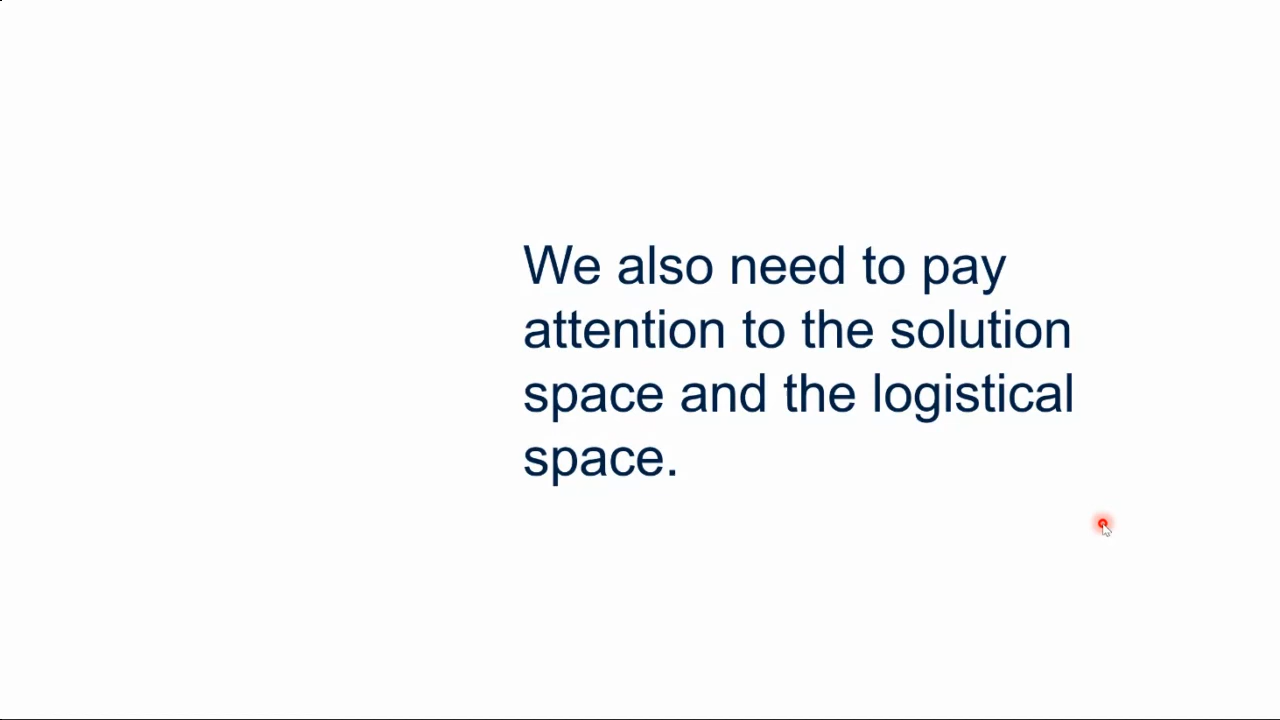 We also need to pay
attention to the solution
space and the logistical
space.